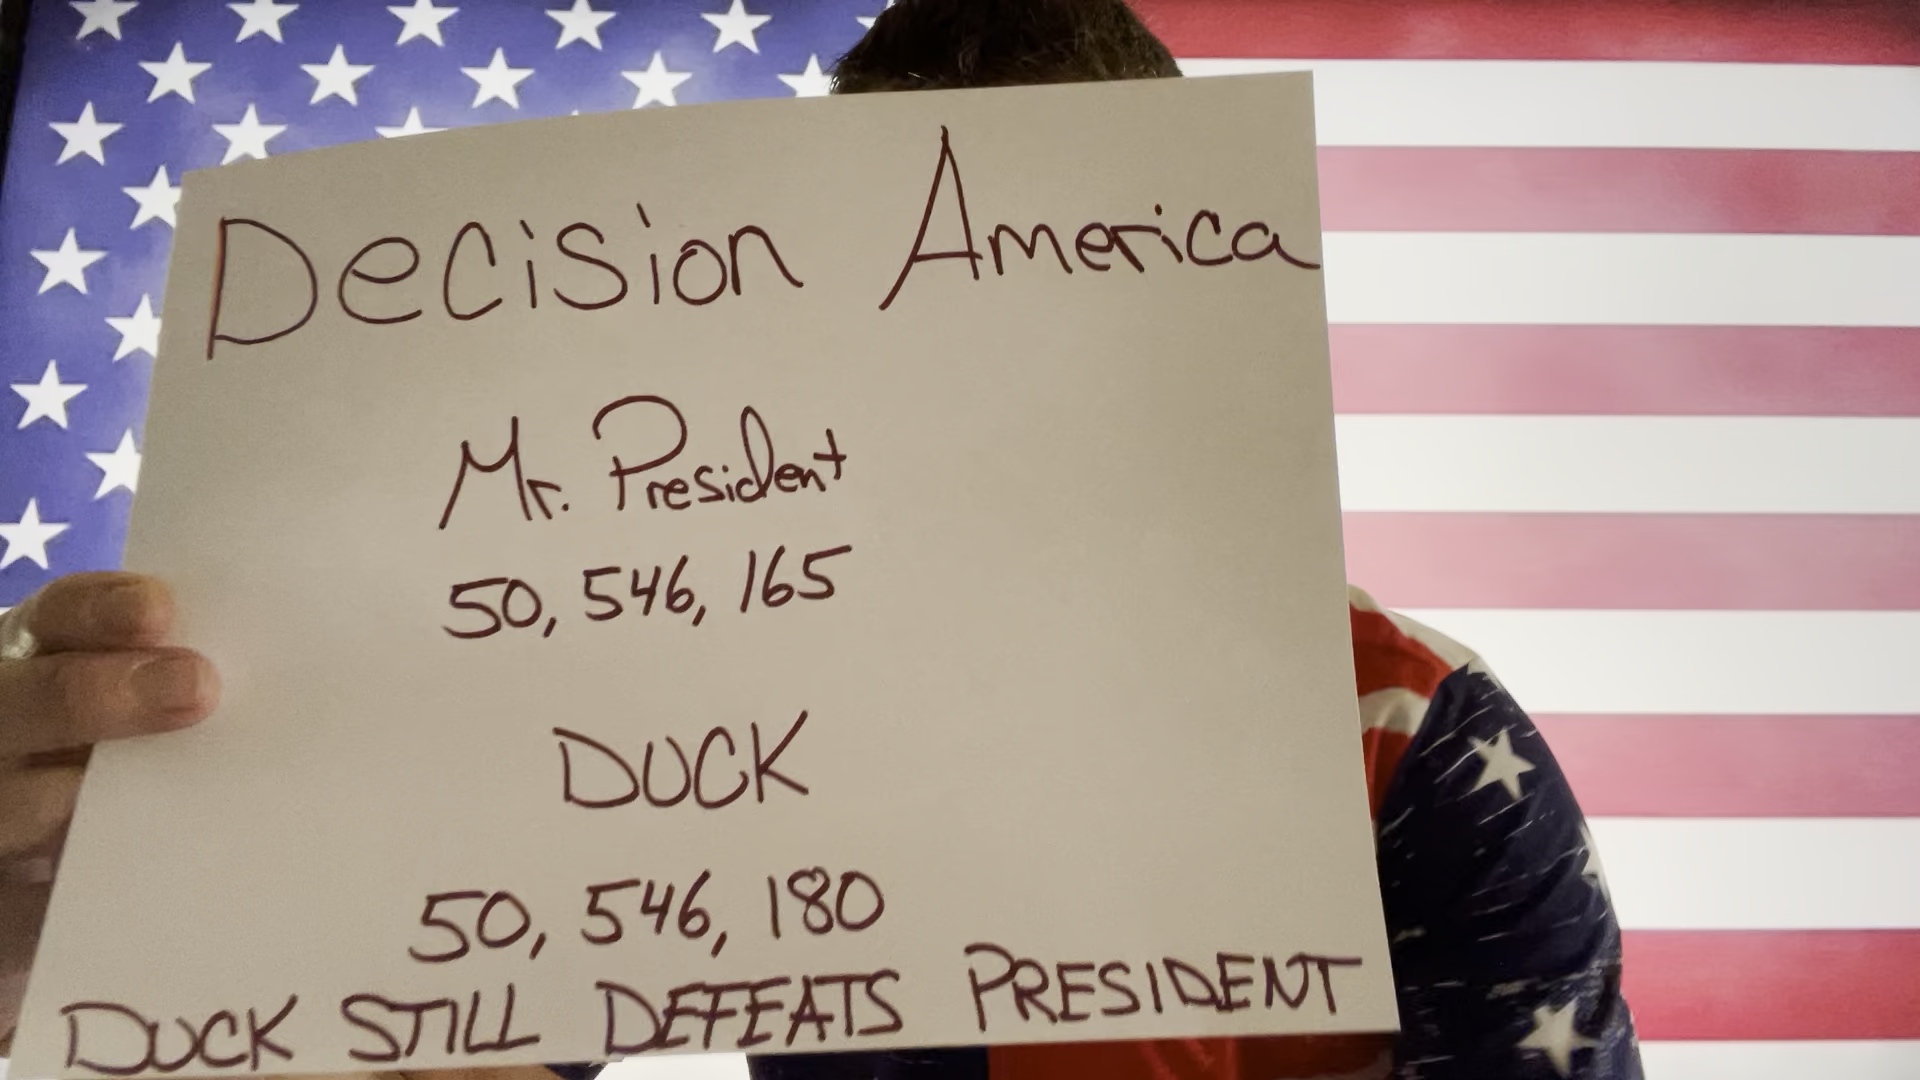 Decision America
Mr. President
50,546,165
DUCK
50,546,180
DUCK STILL DEFEATS PRESIDENT